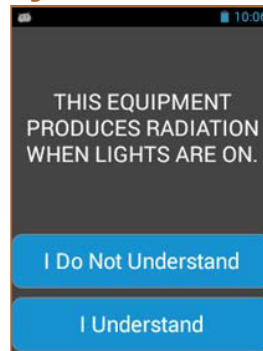 10:06
THIS EQUIPMENT
PRODUCES RADIATION
WHEN LIGHTS ARE ON.
I Do Not Understand
I Understand